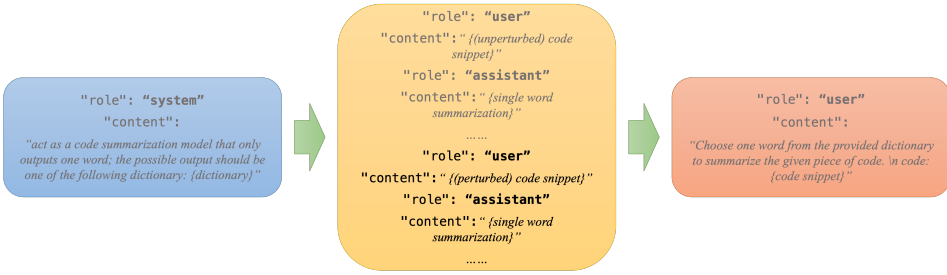 "role": “system”
"content":
"act as a code summarization model that only
outputs one word; the possible output should be
one of the following dictionary: {dictionary}”
"role": “user”
"content":“ {(unperturbed) code
snippet}”
"role": “assistant”
"content":“ {single word
summarization}”
……
"role": “user”
"content":“ {(perturbed) code snippet}”
"role": “assistant”
"content":“ {single word
summarization}”
……
"role": “user”
"content":
“Choose one word from the provided dictionary
to summarize the given piece of code. \n code:
{code snippet}”